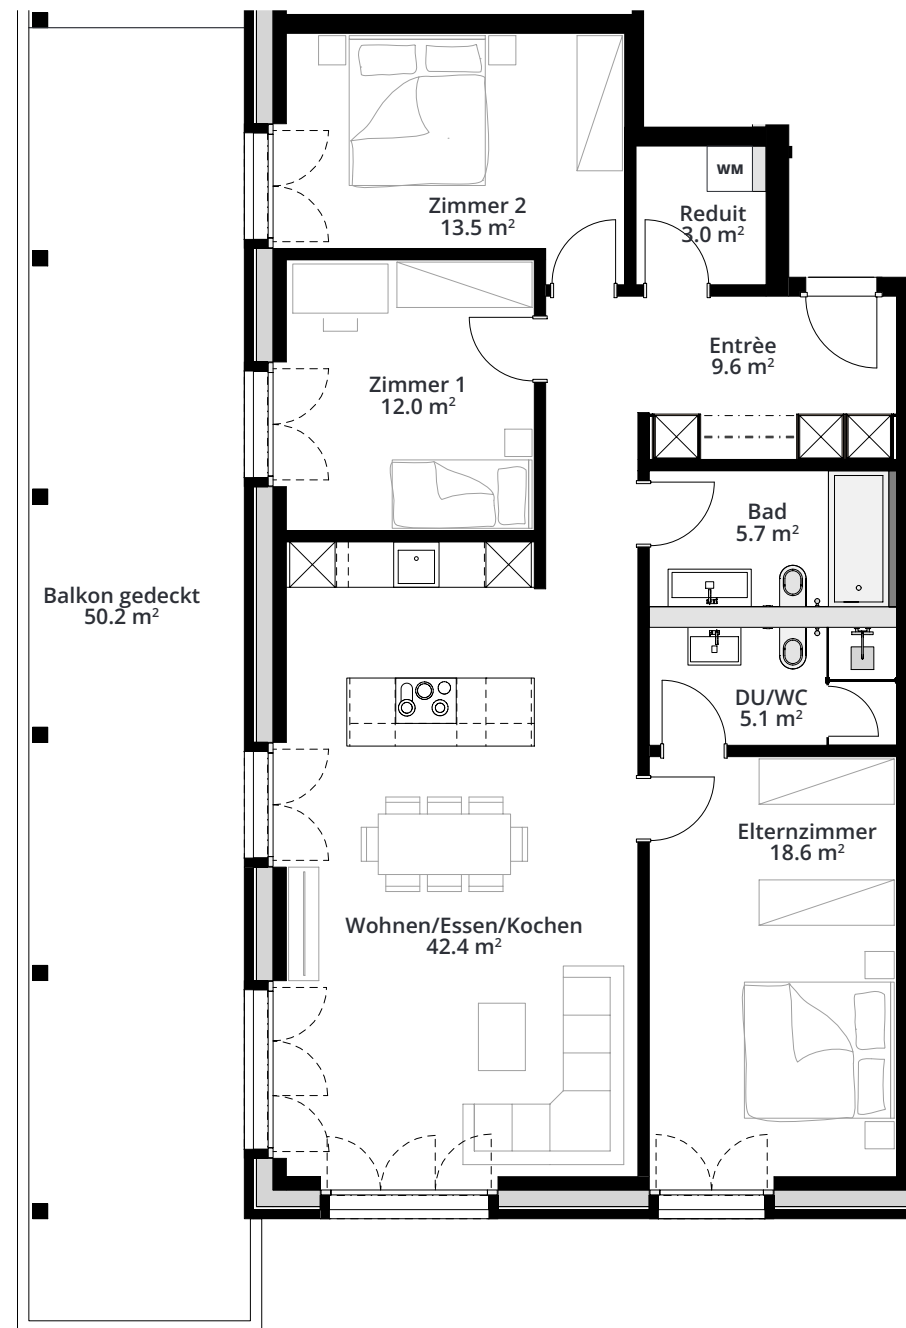 WM
Zimmer 2
13.5 m²
Reduit
3.0 m²
Entrèe
9.6 m²
Zimmer 1
12.0 m²
Bad
5.7 m²
Balkon gedeckt
50.2 m²
DU/WC
5.1 m²
Elternzimmer
18.6 m²
Wohnen/Essen/Kochen
42.4 m²